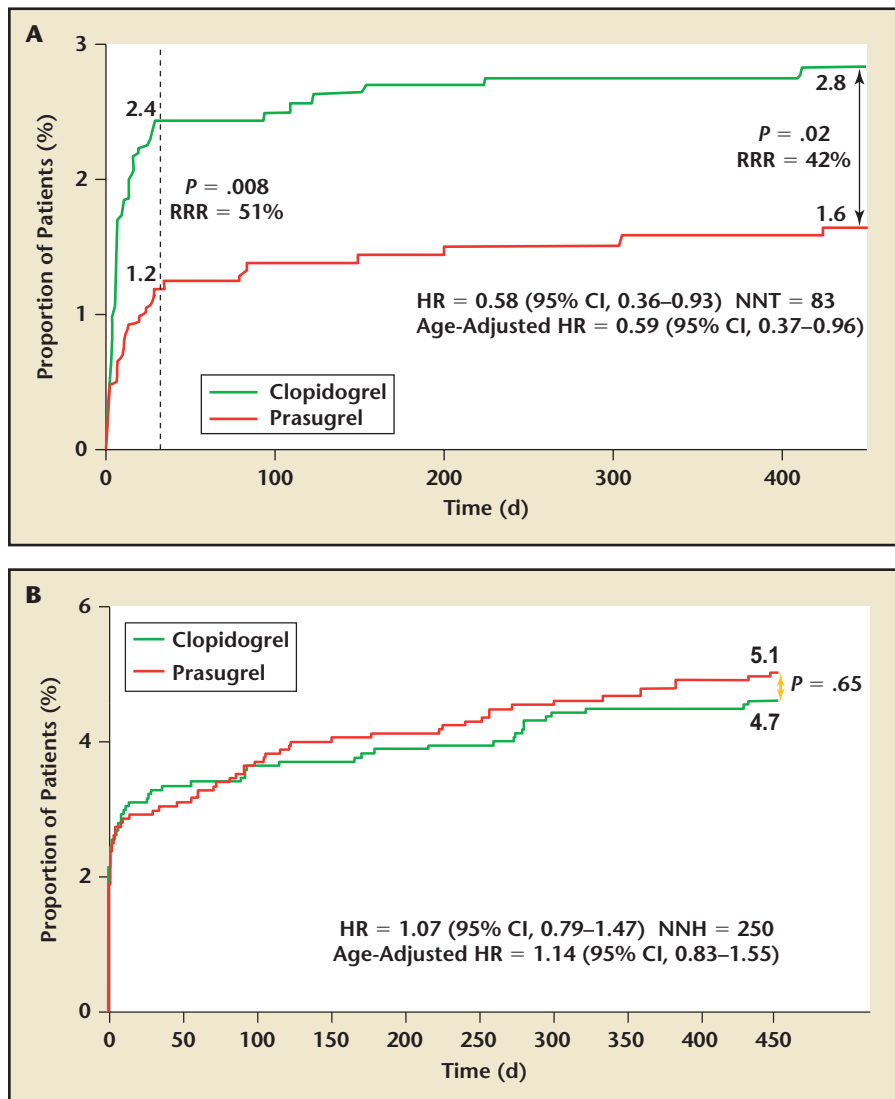 A
3
2
1
0
Proportion of Patients (%)
2.4
P = .008
RRR = 51%
1.2
2.8
P = .02
RRR = 42%
1.6
HR = 0.58 (95% CI, 0.36–0.93) NNT = 83
Age-Adjusted HR = 0.59 (95% CI, 0.37–0.96)
Clopidogrel
Prasugrel
0 100 200 300 400
Time (d)
B
6
4
2
0
Proportion of Patients (%)
Clopidogrel
Prasugrel
5.1
P = .65
4.7
HR = 1.07 (95% CI, 0.79–1.47) NNH = 250
Age-Adjusted HR = 1.14 (95% CI, 0.83–1.55)
0 50 100 150 200 250 300 350 400 450
Time (d)